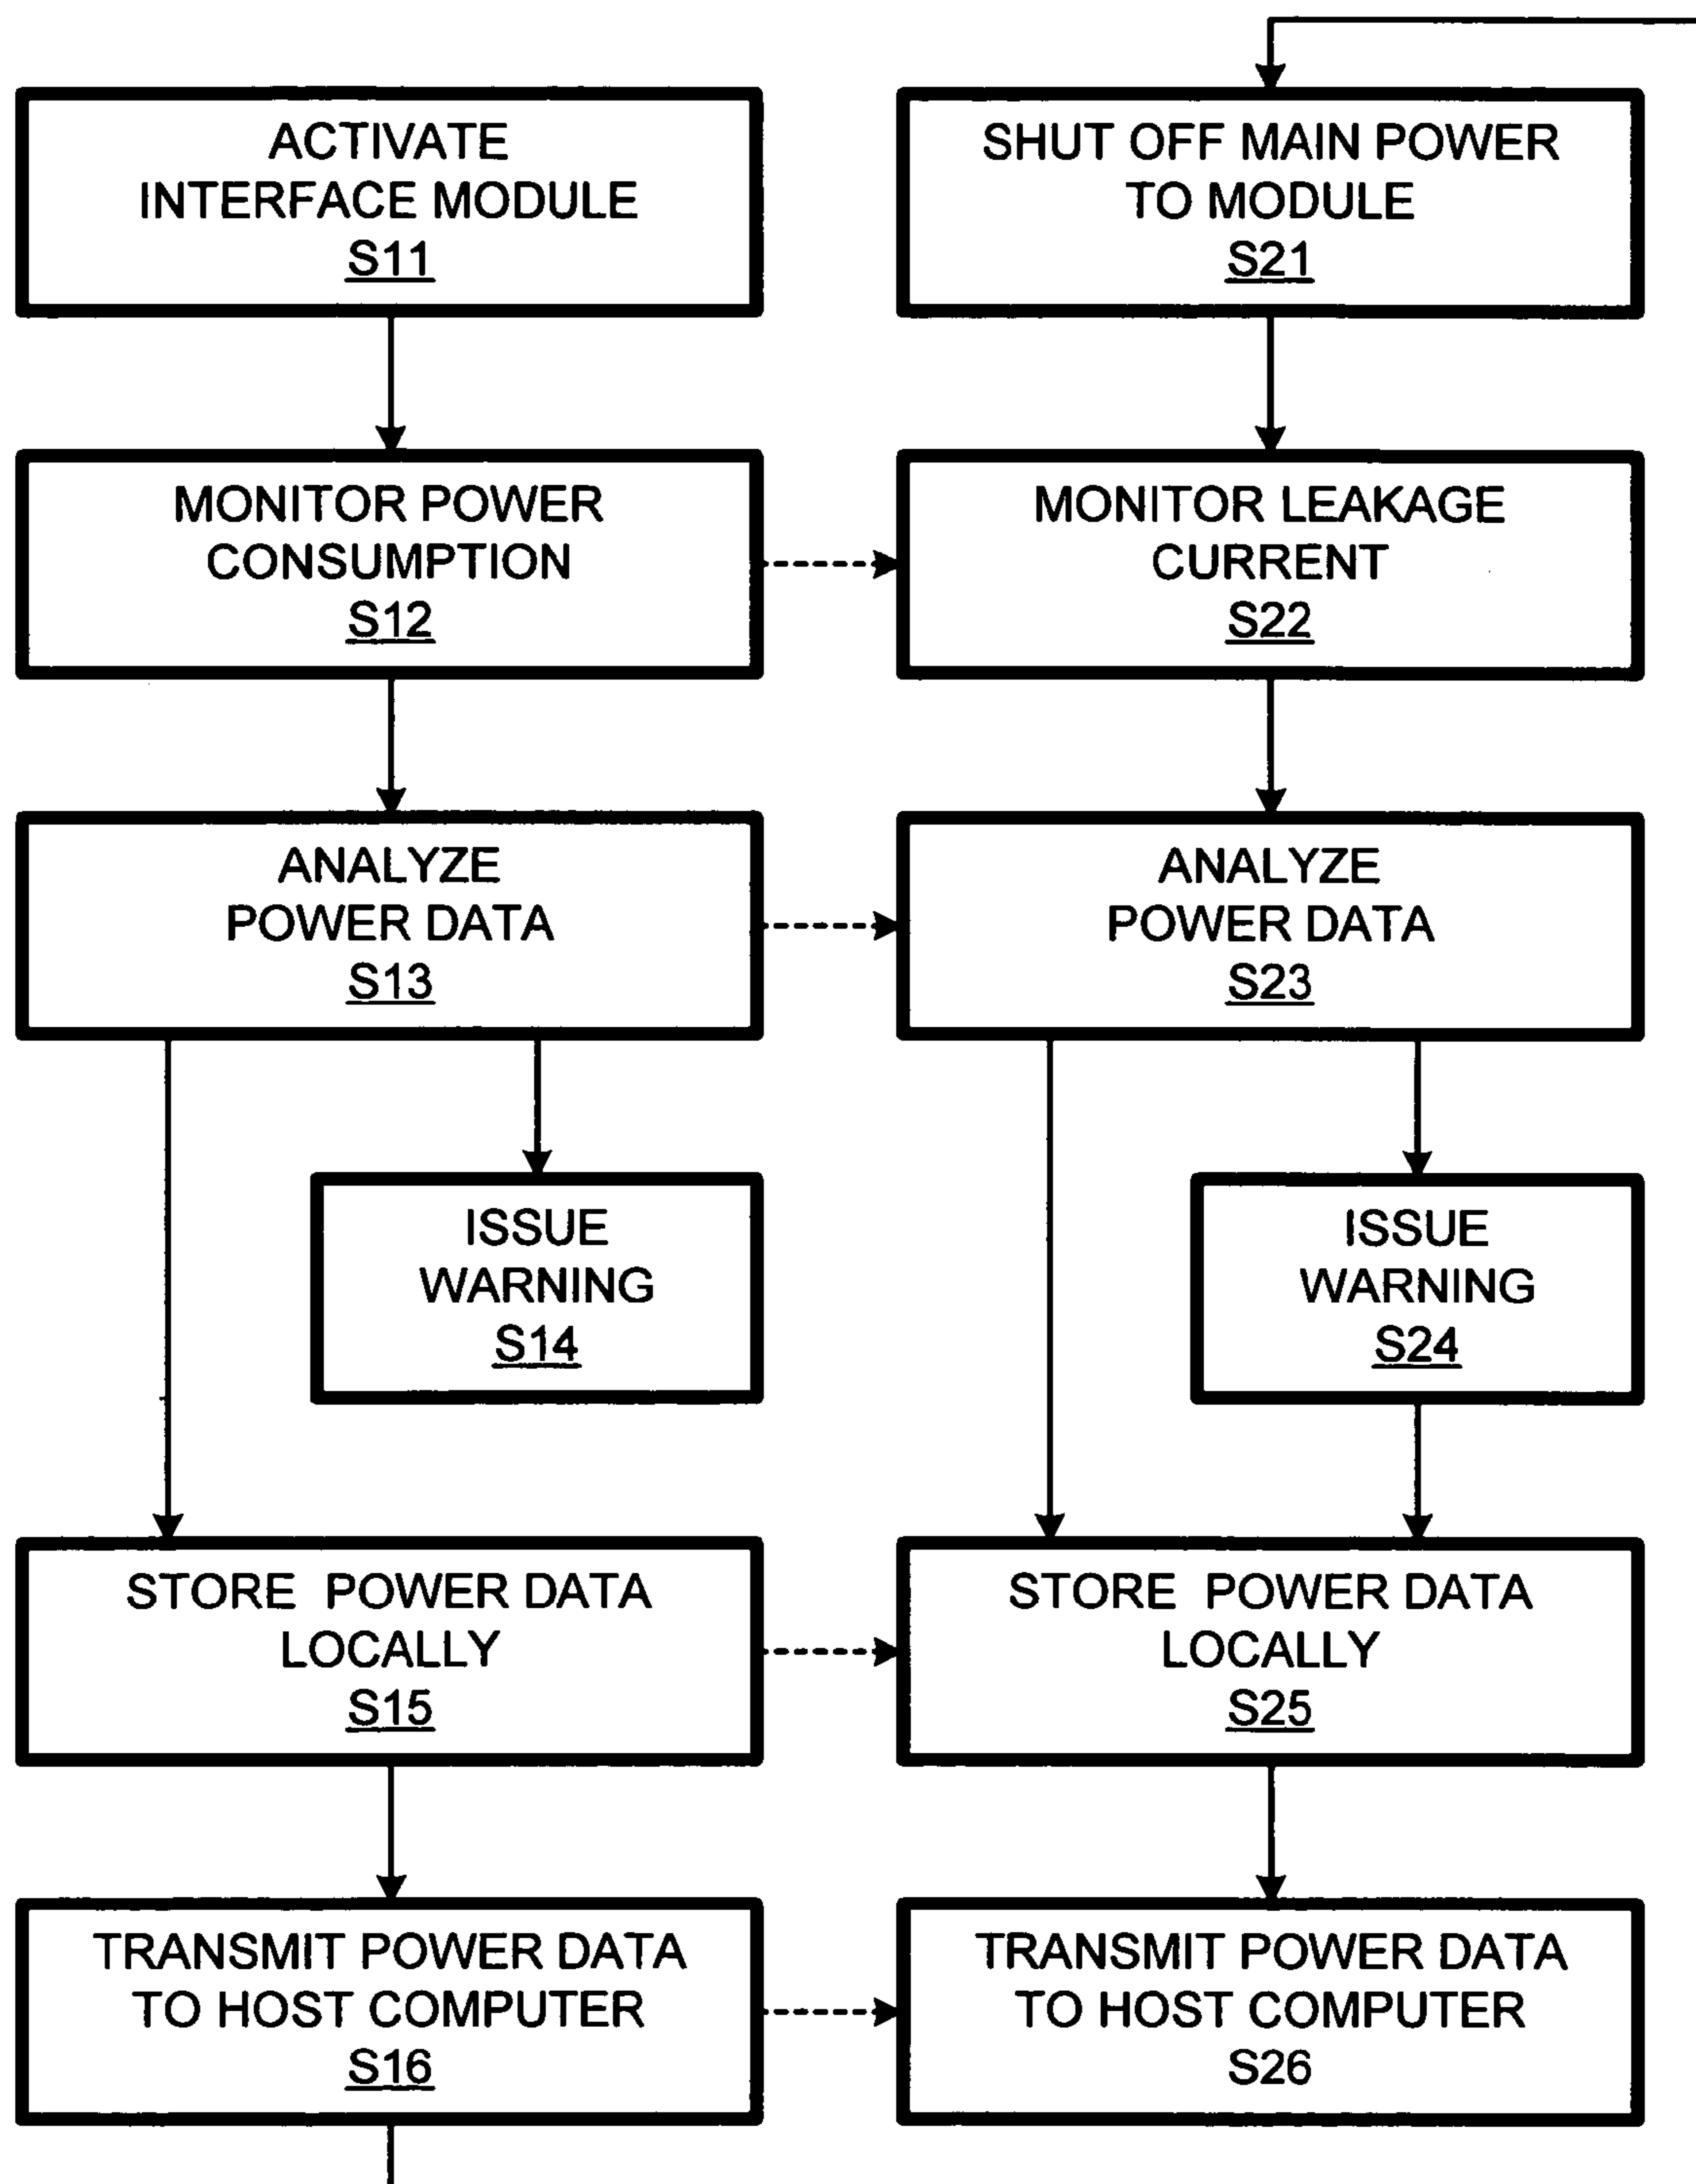 ACTIVATE
INTERFACE MODULE
S11
MONITOR POWER
CONSUMPTION
S12
ANALYZE
POWER DATA
S13
ISSUE
WARNING
S14
STORE POWER DATA
LOCALLY
S15
TRANSMIT POWER DATA
TO HOST COMPUTER
S16
SHUT OFF MAIN POWER
TO MODULE
S21
MONITOR LEAKAGE
CURRENT
S22
ANALYZE
POWER DATA
S23
ISSUE
WARNING
S24
STORE POWER DATA
LOCALLY
S25
TRANSMIT POWER DATA
TO HOST COMPUTER
S26